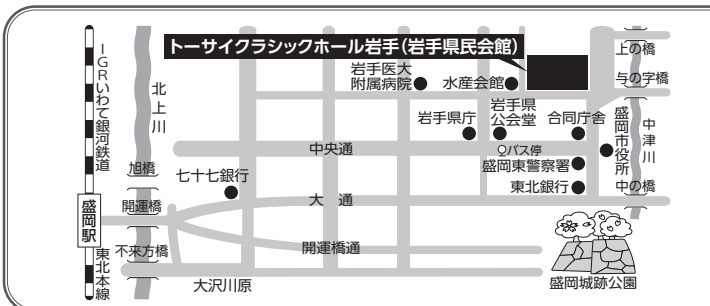 トーサイクラシックホール岩手(岩手県民会館)
IGRいわて銀河鉄道
北上川
岩手医大
附属病院
水産会館
上の橋
与の字橋
岩手県庁
岩手県
公会堂
合同庁舎
中央通
バス停
盛岡東警察署
盛岡市役所
中津川
旭橋
七十七銀行
東北銀行
中の橋
開運橋
大通
盛岡駅
不来方橋
開運橋通
東北本線
大沢川原
盛岡城跡公園